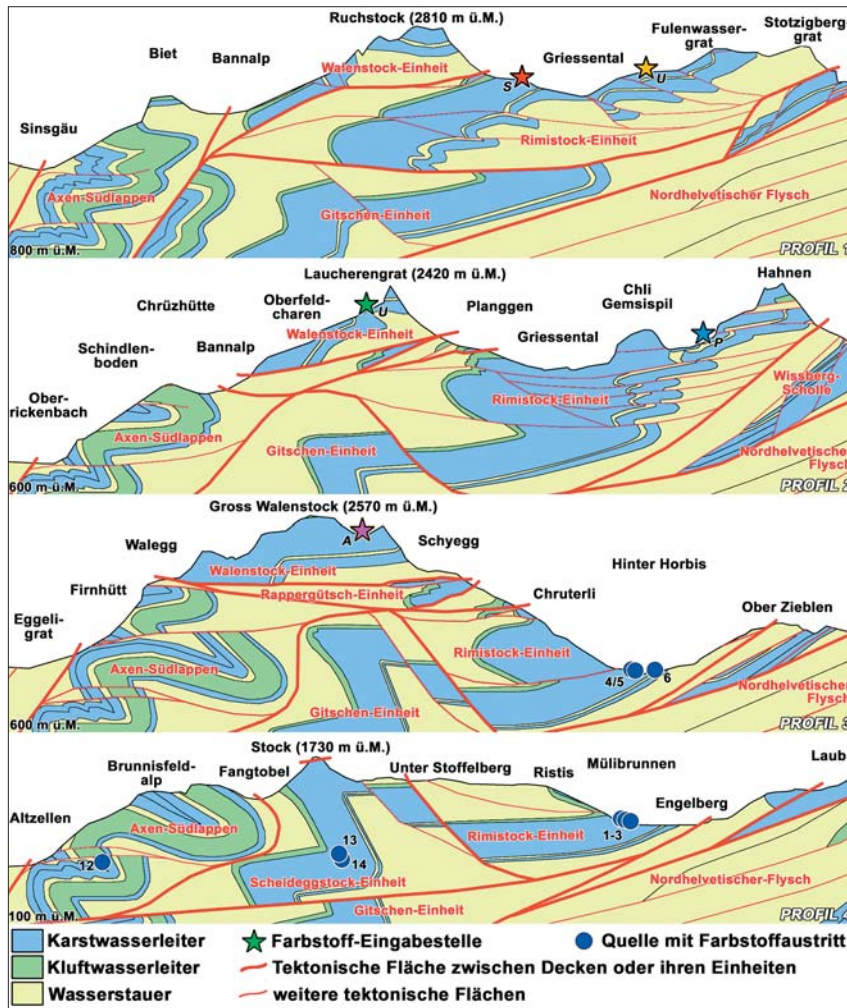 Ruchstock (2810 m ü.M.)
Fulenwasser-
grat
Stotzigberg-
grat
Biet
Bannalp
Griessental
Walenstock-Einheit
S
U
Sinsgäu
Rimistock-Einheit
Axen-Südlappen
Gitschen-Einheit
Nordhelvetischer Flysch
800 m ü.M.
PROFIL 1
Laucherengrat (2420 m ü.M.)
Chrüzhütte
Oberfeld-
charen
U
Planggen
Chli
Gemsispil
Hahnen
Schindlen-
boden
Bannalp
Walenstock-Einheit
Griessental
P
Ober-
rickenbach
Axen-Südlappen
Rimistock-Einheit
Wissberg-
Scholle
Gitschen-Einheit
Nordhelvetischer
Flysch
600 m ü.M.
PROFIL 2
Gross Walenstock (2570 m ü.M.)
Walegg
A
Schyegg
Firnhütt
Walenstock-Einheit
Hinter Horbis
Rappergütsch-Einheit
Chruterli
Ober Zieblen
Eggeli-
grat
Axen-Südlappen
Rimistock-Einheit
4/5
6
Gitschen-Einheit
Nordhelvetischer
Flysch
600 m ü.M.
PROFIL 3
Stock (1730 m ü.M.)
Brunnisfeld-
alp
Fangtobel
Unter Stoffelberg
Ristis
Mülibrunnen
Laub
Altzellen
Engelberg
Axen-Südlappen
Rimistock-Einheit
1-3
12
13
14
Scheideggstock-Einheit
Nordhelvetischer-Flysch
Gitschen-Einheit
100 m ü.M.
PROFIL 4
Karstwasserleiter
Farbstoff-Eingabestelle
Quelle mit Farbstoffaustritt
Kluftwasserleiter
Tektonische Fläche zwischen Decken oder ihren Einheiten
Wasserstauer
weitere tektonische Flächen